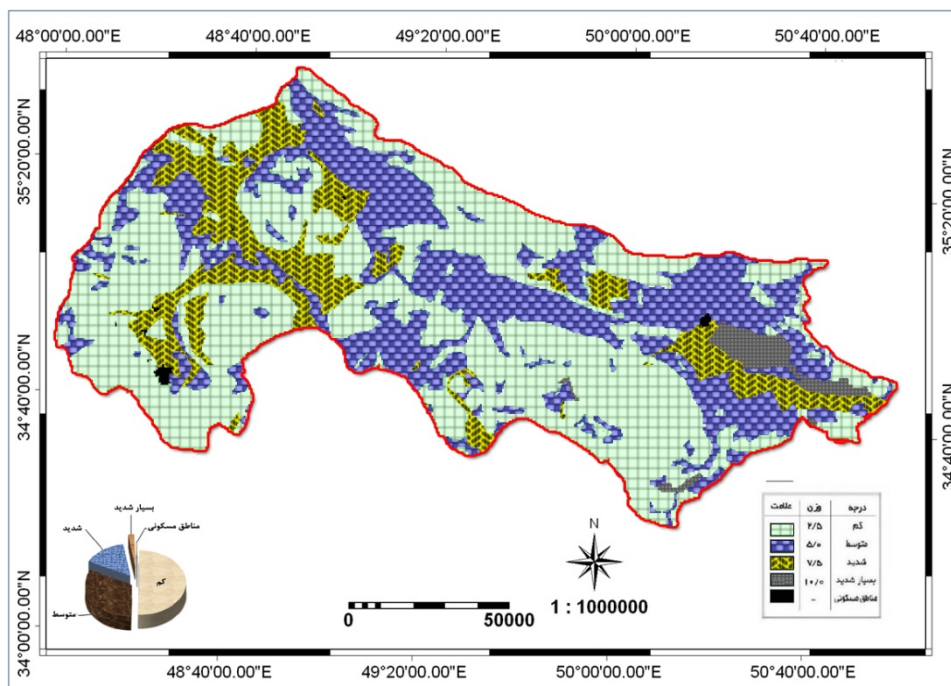 48°00'00.00"E 48°40'00.00"E 49°20'00.00"E 50°00'00.00"E 50°40'00.00"E
35°20'00.00"N
34°40'00.00"N
34°00'00.00"N
35°20'00.00"N
34°40'00.00"N
بسیار شدید
مناطق مسکونی
شدید
کم
متوسط
N
0 50000
1 : 1000000
درجه وزن علامت
کم ۲/۵
متوسط ۵/۰
شدید ۷/۵
بسیار شدید ۱۰/۰
مناطق مسکونی -
48°40'00.00"E 49°20'00.00"E 50°00'00.00"E 50°40'00.00"E